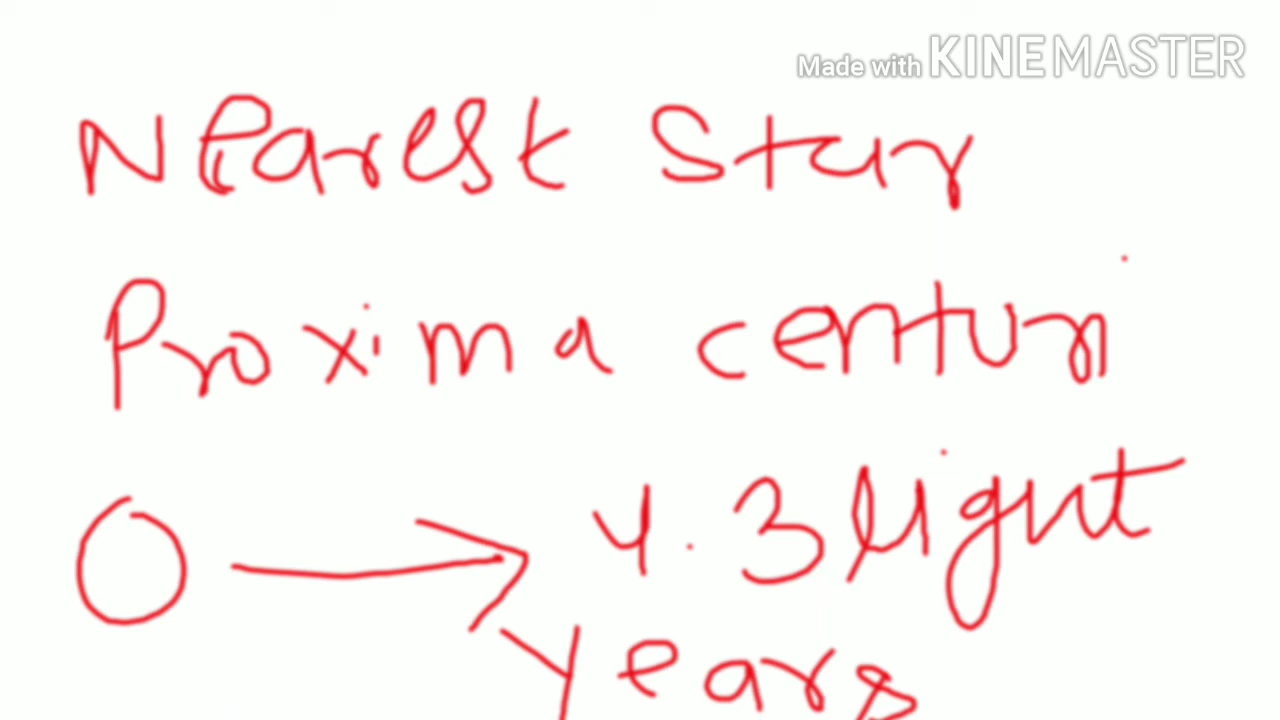 Made with KINEMASTER
Nearest Star
Proxima centuri
4.3 light
years